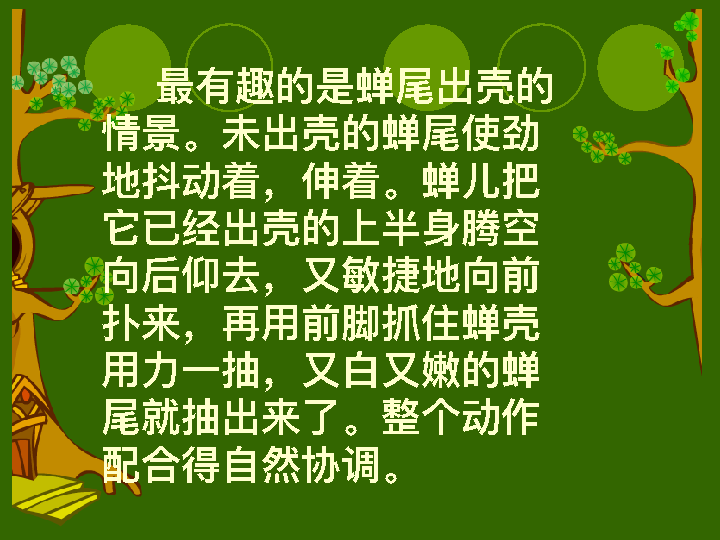 最有趣的是蝉尾出壳的
情景。未出壳的蝉尾使劲
地抖动着，伸着。蝉儿把
它已经出壳的上半身腾空
向后仰去，又敏捷地向前
扑来，再用前脚抓住蝉壳
用力一抽，又白又嫩的蝉
尾就抽出来了。整个动作
配合得自然协调。